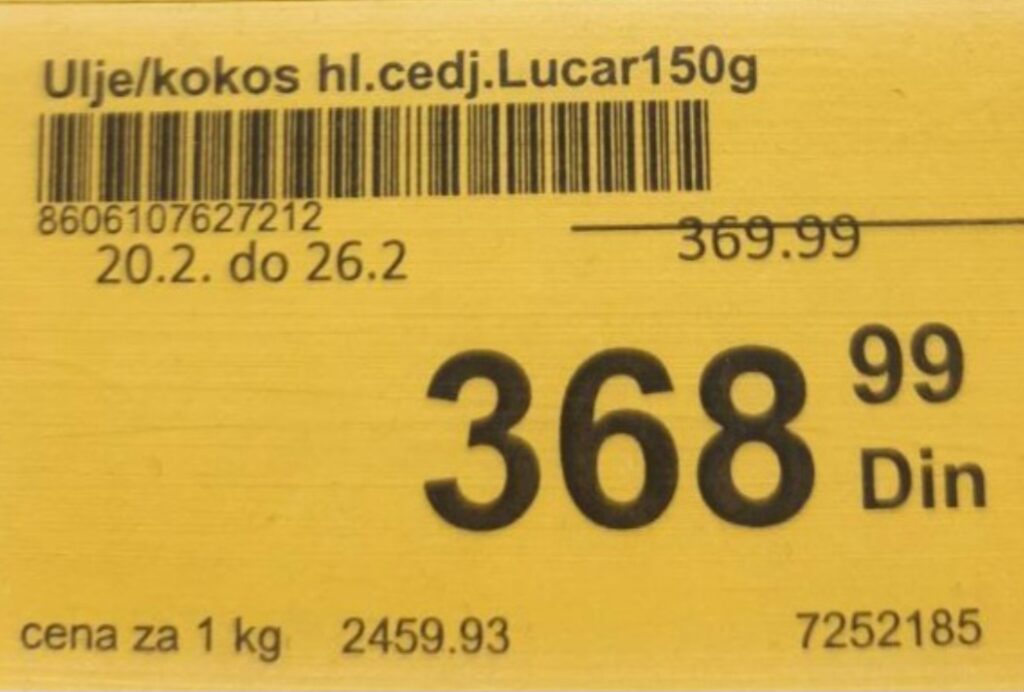 Ulje/kokos hl.cedj.Lucar150g
8606107627212
369.99
20.2. do 26.2
368 99
Din
cena za 1 kg 2459.93 7252185